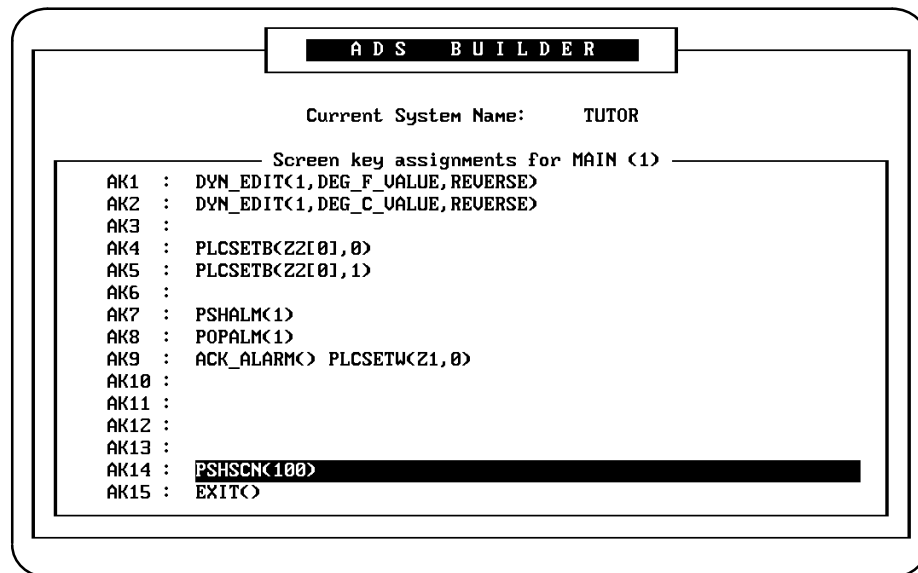 ADS BUILDER
Current System Name: TUTOR
Screen key assignments for MAIN (1)
AK1 : DYN_EDIT(1,DEG_F_VALUE,REVERSE)
AK2 : DYN_EDIT(1,DEG_C_VALUE,REVERSE)
AK3 :
AK4 : PLCSETB(Z2[0],0)
AK5 : PLCSETB(Z2[0],1)
AK6 :
AK7 : PSHALM(1)
AK8 : POPALM(1)
AK9 : ACK_ALARM() PLCSETW(Z1,0)
AK10 :
AK11 :
AK12 :
AK13 :
AK14 : PSHSCN(100)
AK15 : EXIT()